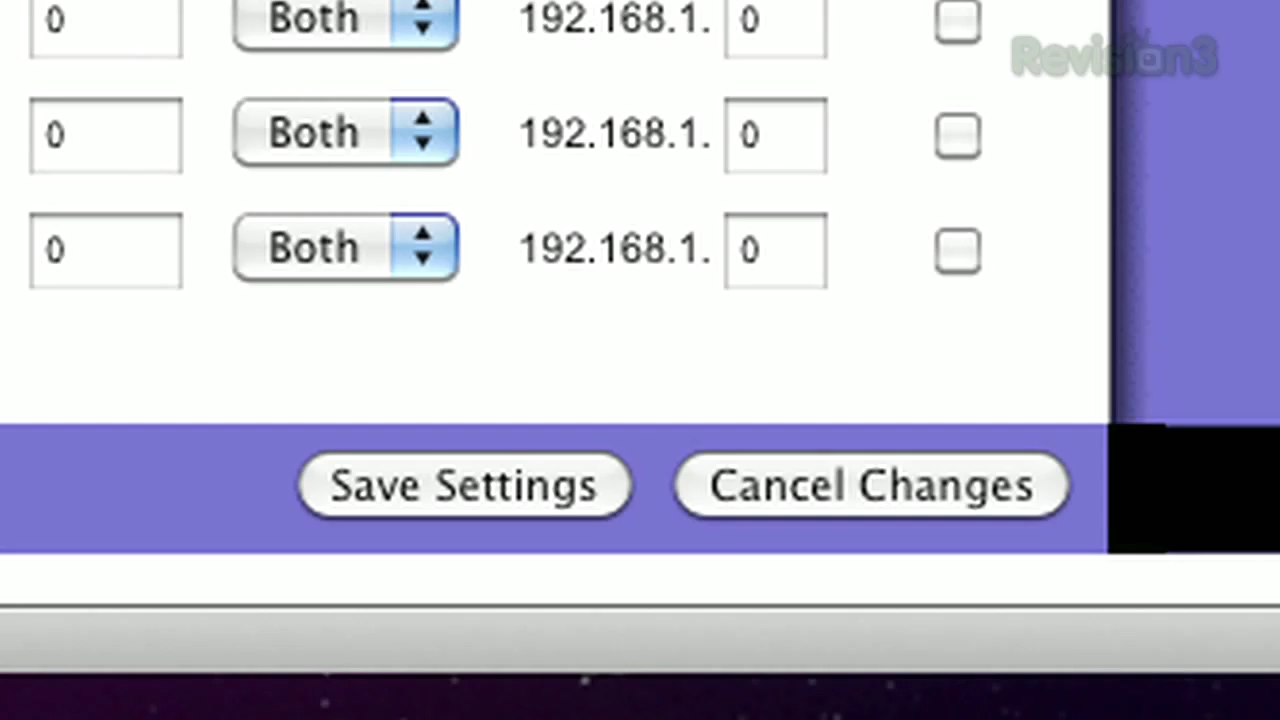 0 Both 192.168.1. 0
Revision3
0 Both 192.168.1. 0
0 Both 192.168.1. 0
Save Settings Cancel Changes